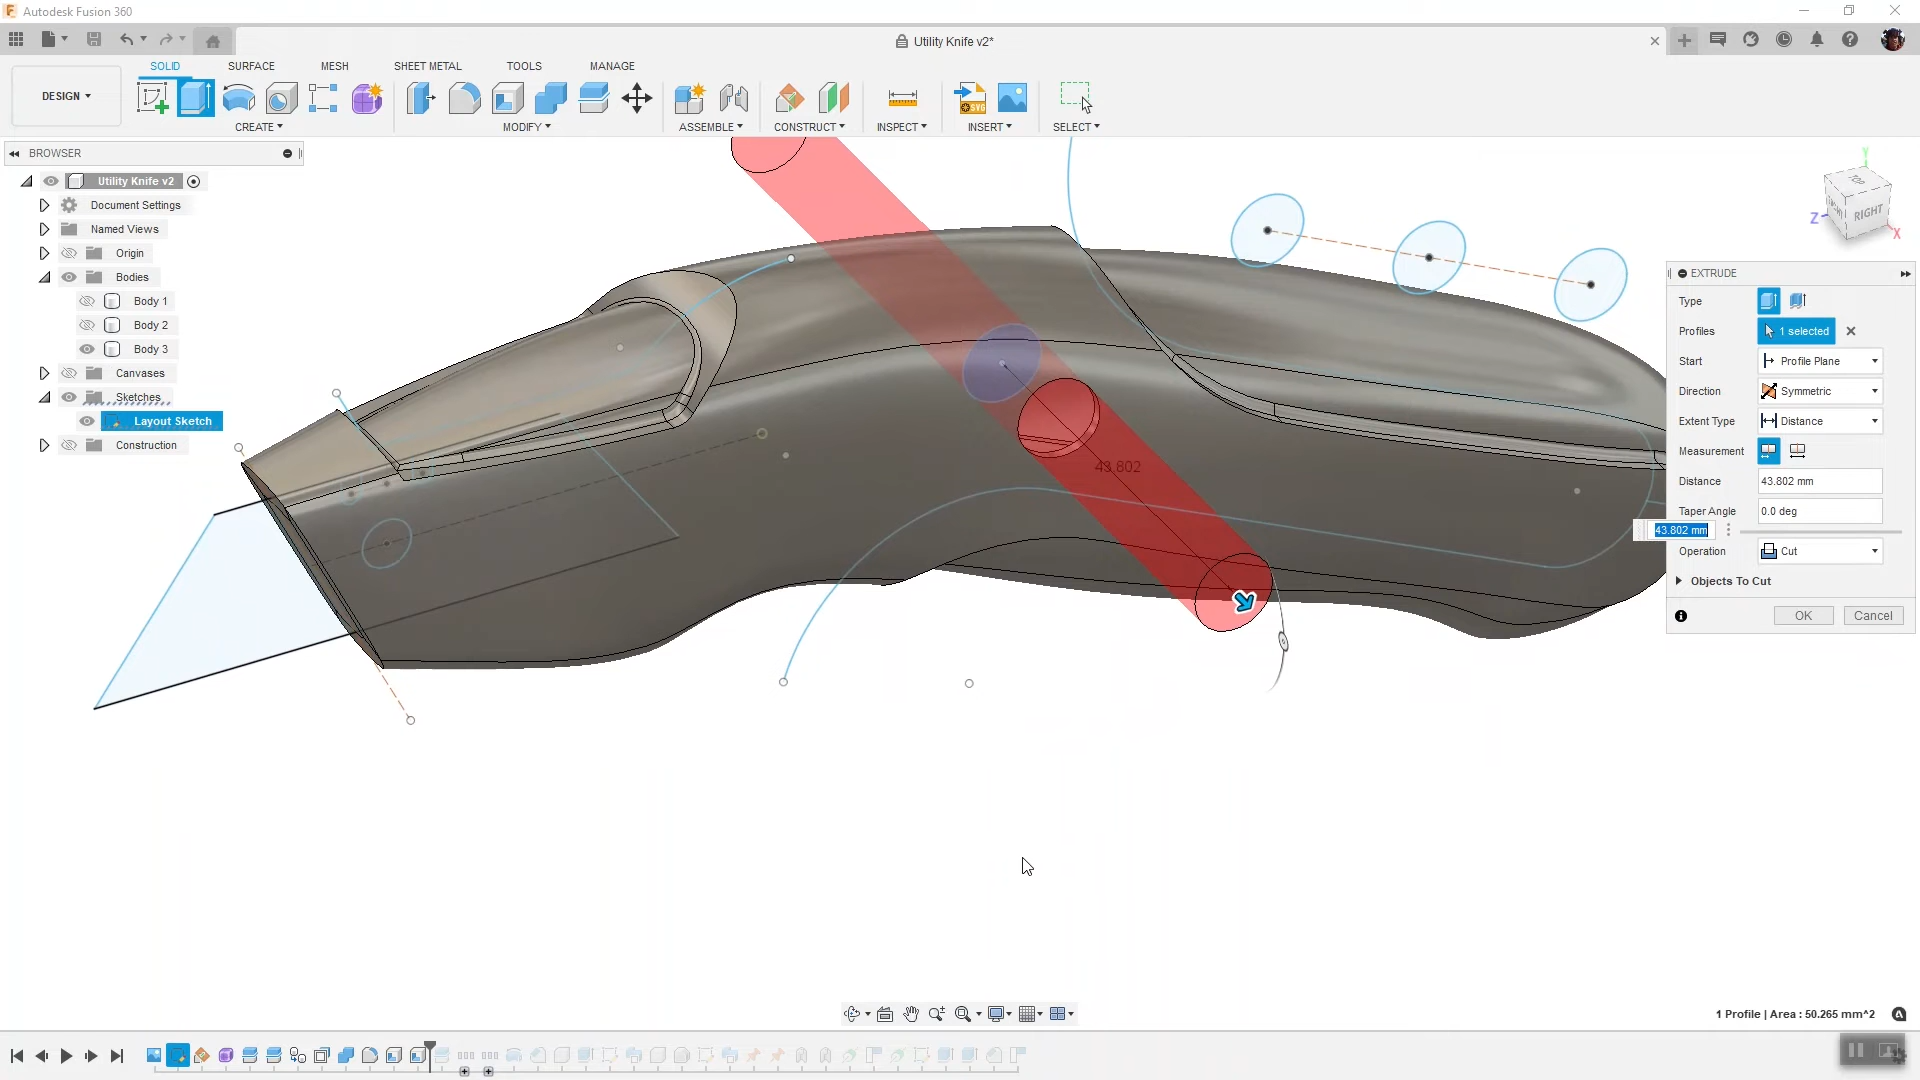 Autodesk Fusion 360
Utility Knife v2*
DESIGN
SOLID SURFACE MESH SHEET METAL TOOLS MANAGE
CREATE MODIFY ASSEMBLE CONSTRUCT INSPECT INSERT SELECT
BROWSER
Utility Knife v2
Document Settings
Named Views
Origin
Bodies
Body 1
Body 2
Body 3
Canvases
Sketches
Layout Sketch
Construction
43.802
Y
TOP
RIGHT
Z
X
EXTRUDE
Type
Profiles 1 selected
Start Profile Plane
Direction Symmetric
Extent Type Distance
Measurement
Distance 43.802 mm
Taper Angle 0.0 deg
43.802 mm
Operation Cut
Objects To Cut
OK Cancel
1 Profile | Area : 50.265 mm^2